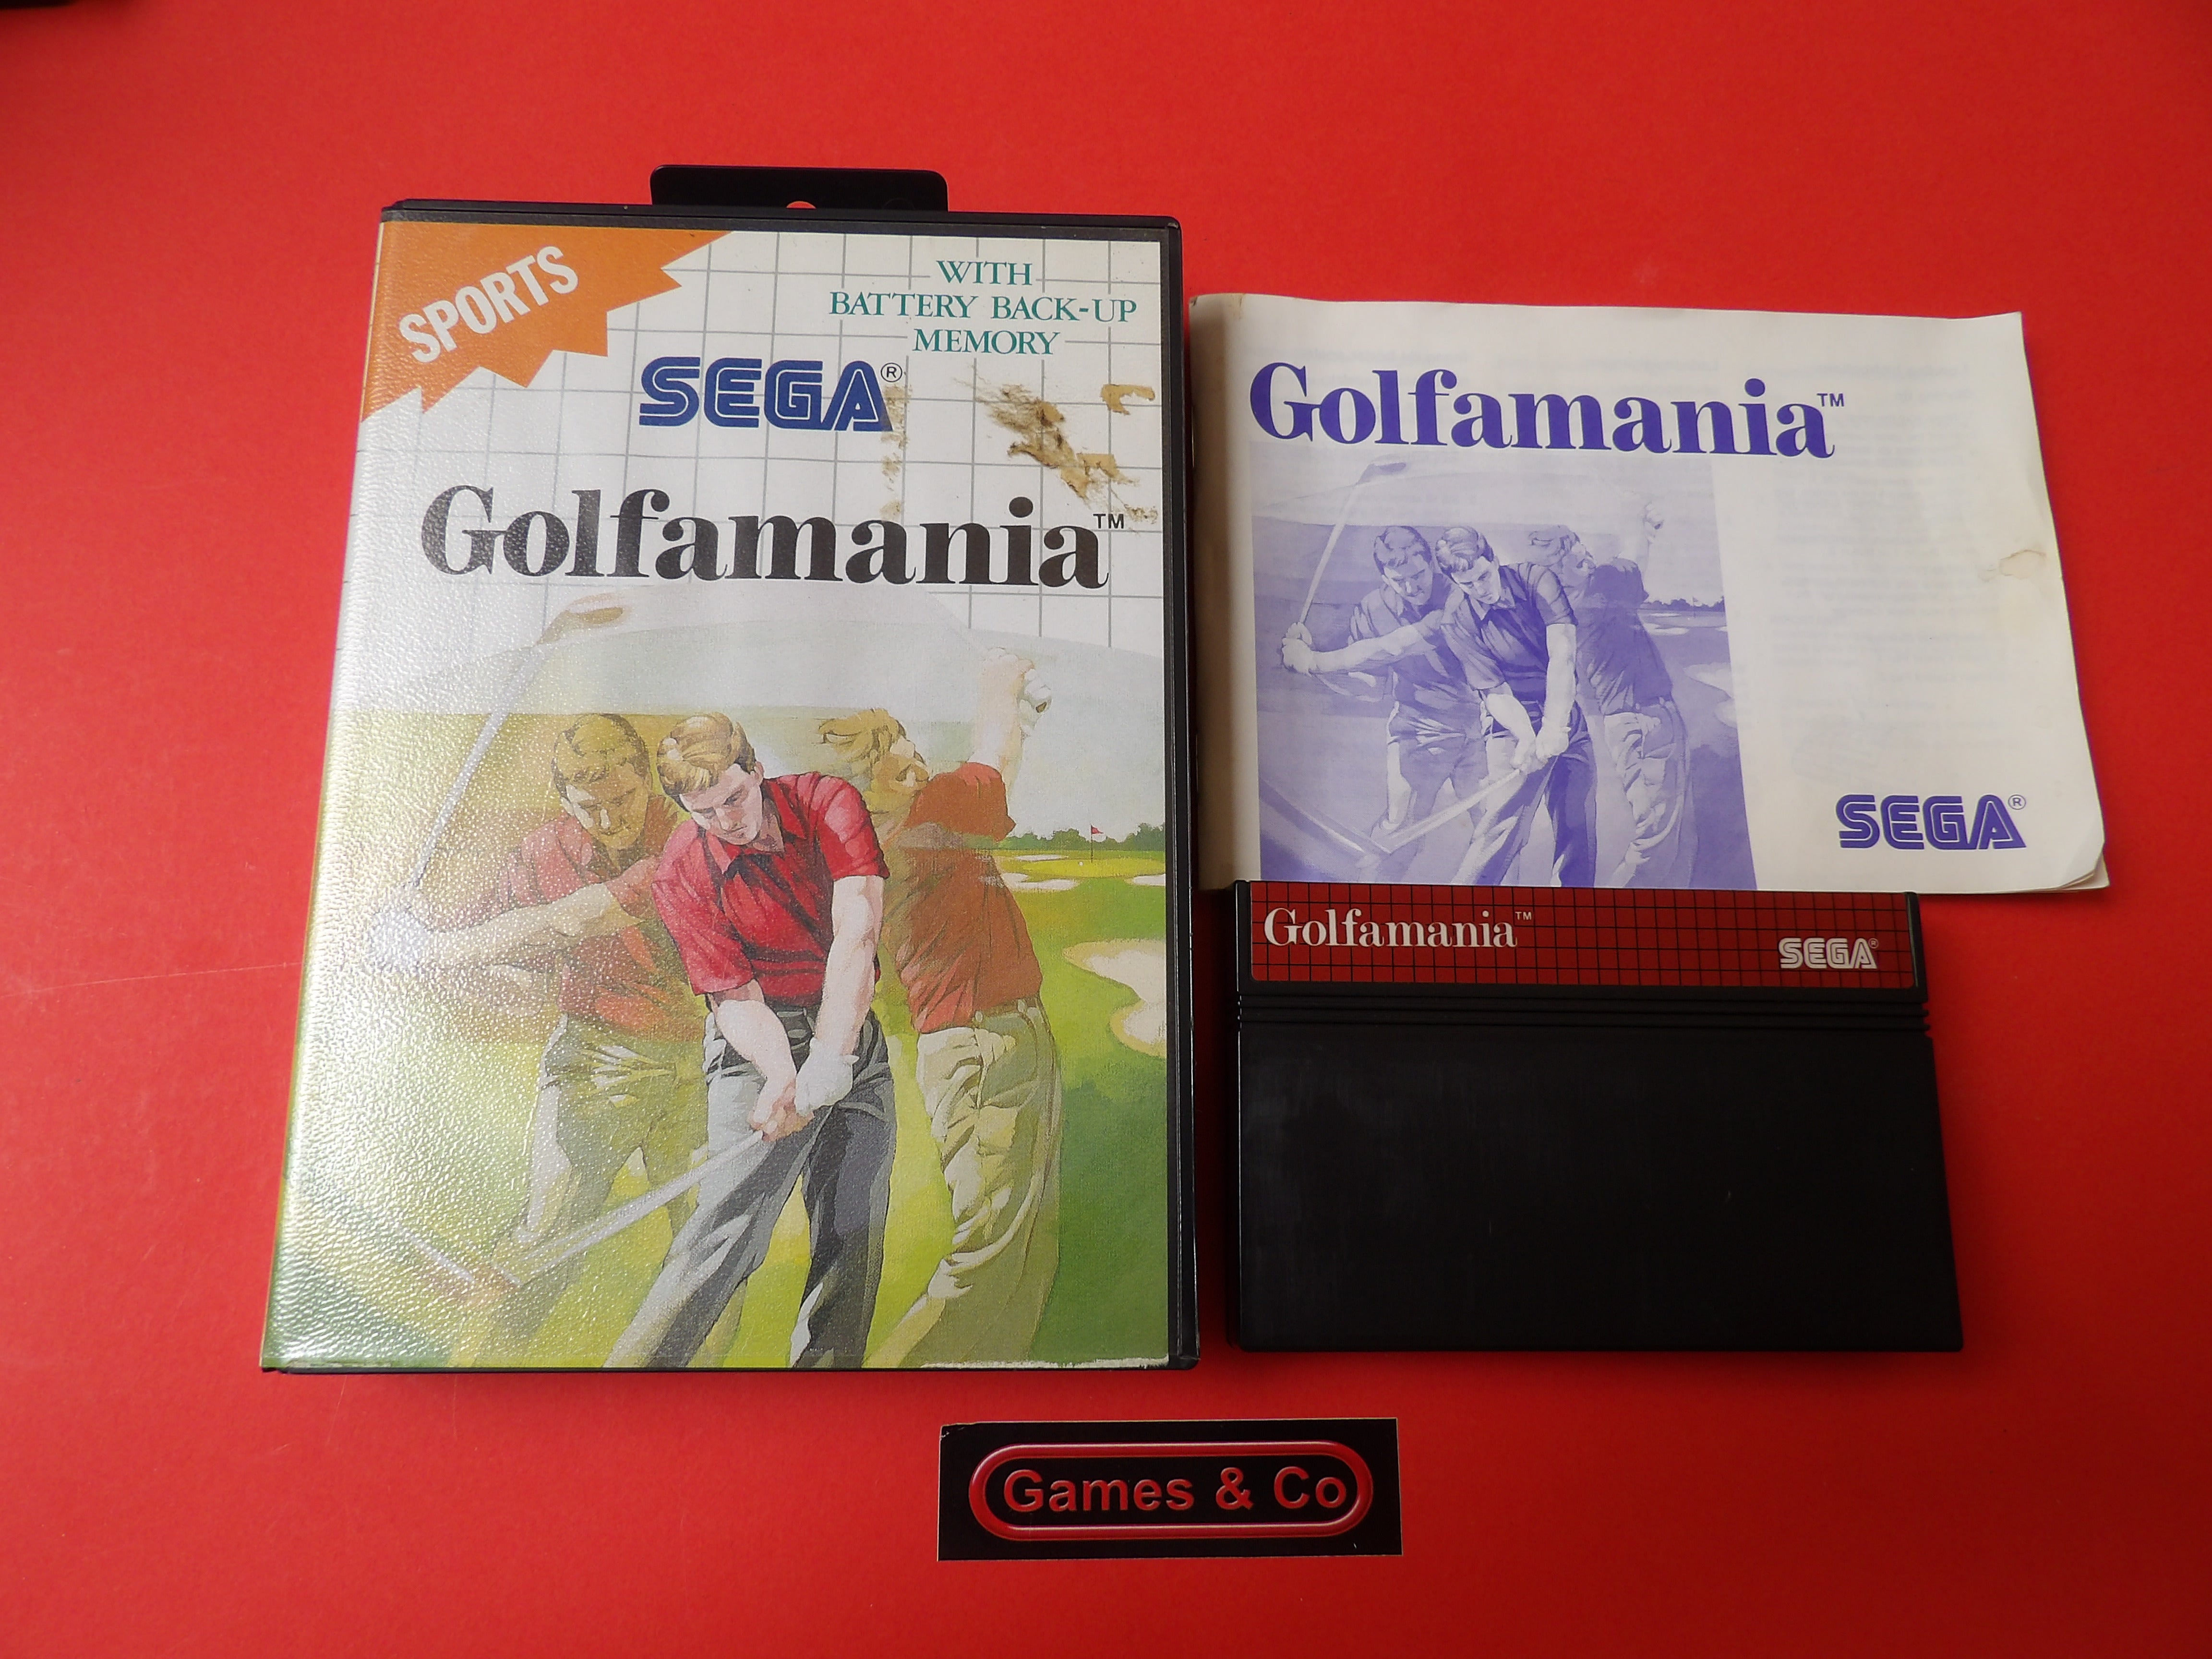 SPORTS
WITH
BATTERY BACK-UP
MEMORY
SEGA®
Golfamania™
Golfamania™
SEGA®
Golfamania™
SEGA®
Games & Co